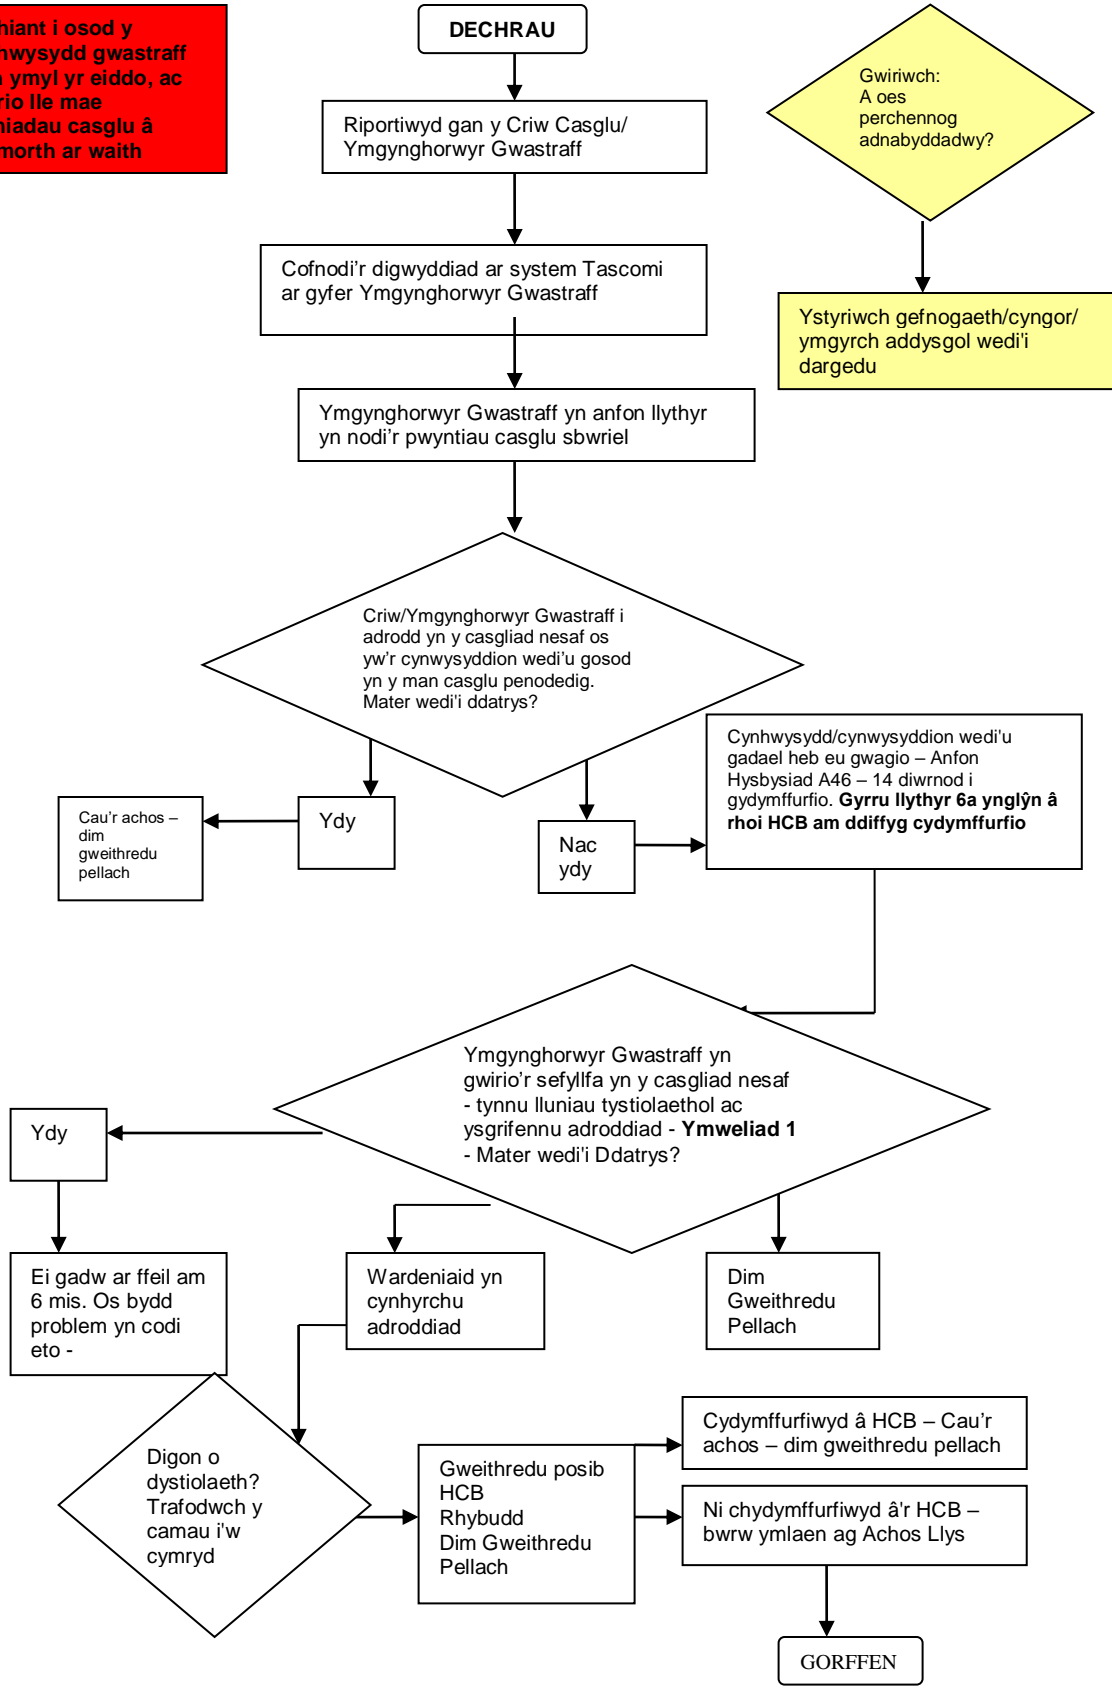 i osod y
gwastraff
ymyl yr eiddo, ac
lle mae
casglu â
ar waith
DECHRAU
Gwiriwch:
A oes
perchennog
adnabyddadwy?
Riportiwyd gan y Criw Casglu/
Ymgynghorwyr Gwastraff
Cofnodi’r digwyddiad ar system Tascomi
ar gyfer Ymgynghorwyr Gwastraff
Ystyriwch gefnogaeth/cyngor/
ymgyrch addysgol wedi'i
dargedu
Ymgynghorwyr Gwastraff yn anfon llythyr
yn nodi’r pwyntiau casglu sbwriel
Criw/Ymgynghorwyr Gwastraff i
adrodd yn y casgliad nesaf os
yw’r cynwysyddion wedi’u gosod
yn y man casglu penodedig.
Mater wedi’i ddatrys?
Cynhwysydd/cynwysyddion wedi'u
gadael heb eu gwagio – Anfon
Hysbysiad A46 – 14 diwrnod i
gydymffurfio. Gyrru llythyr 6a ynglŷn â
rhoi HCB am ddiffyg cydymffurfio
Cau'r achos –
dim
gweithredu
pellach
Ydy
Nac
ydy
Ymgynghorwyr Gwastraff yn
gwirio’r sefyllfa yn y casgliad nesaf
- tynnu lluniau tystiolaethol ac
ysgrifennu adroddiad - Ymweliad 1
- Mater wedi'i Ddatrys?
Ydy
Ei gadw ar ffeil am
6 mis. Os bydd
problem yn codi
eto -
Wardeniaid yn
cynhyrchu
adroddiad
Dim
Gweithredu
Pellach
Digon o
dystiolaeth?
Trafodwch y
camau i'w
cymryd
Gweithredu posib
HCB
Rhybudd
Dim Gweithredu
Pellach
Cydymffurfiwyd â HCB – Cau'r
achos – dim gweithredu pellach
Ni chydymffurfiwyd â'r HCB –
bwrw ymlaen ag Achos Llys
GORFFEN